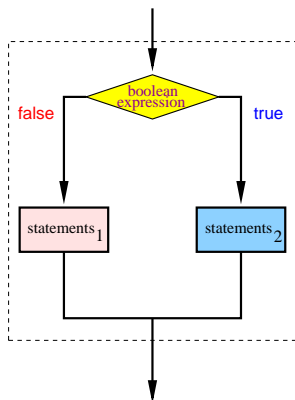 boolean
expression
false
true
statements1
statements2